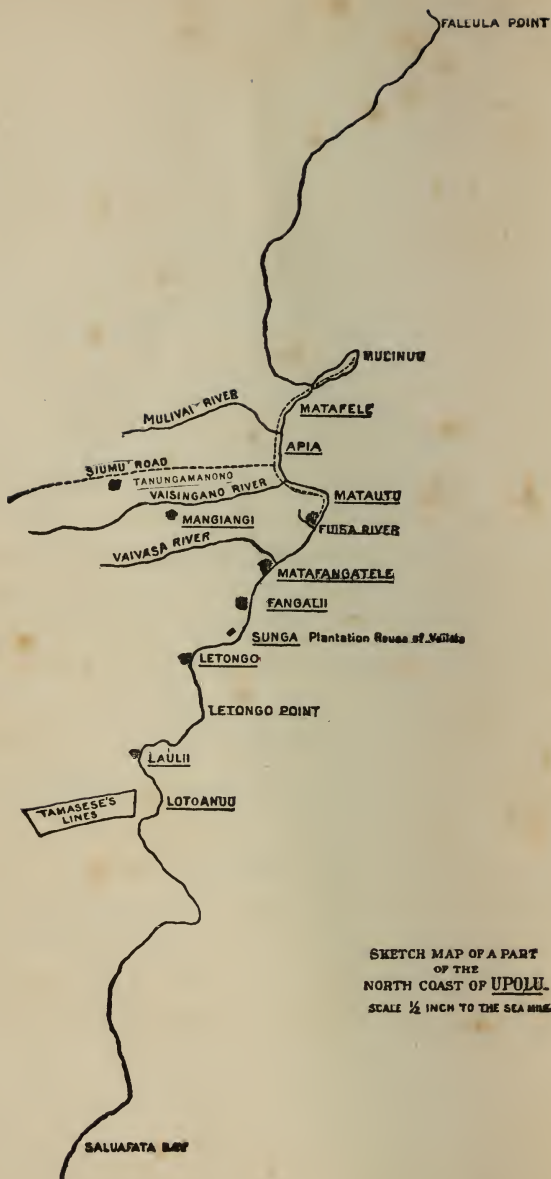 FALEULA POINT
MULINUU
MATAFELE
MULIVAI RIVER
APIA
SIUMU ROAD
TANUNGAMANONO
VAISINGANO RIVER
MATAUTU
MANGIANGI
FUISA RIVER
VAIVASA RIVER
MATAFANGATELE
FANGALII
SUNGA Plantation House of Vailele
LETONGO
LETONGO POINT
LAULII
TAMASESE'S
LINES
LOTOANUU
SKETCH MAP OF A PART
OF THE
NORTH COAST OF UPOLU.
SCALE ½ INCH TO THE SEA MILE
SALUAFATA BAY